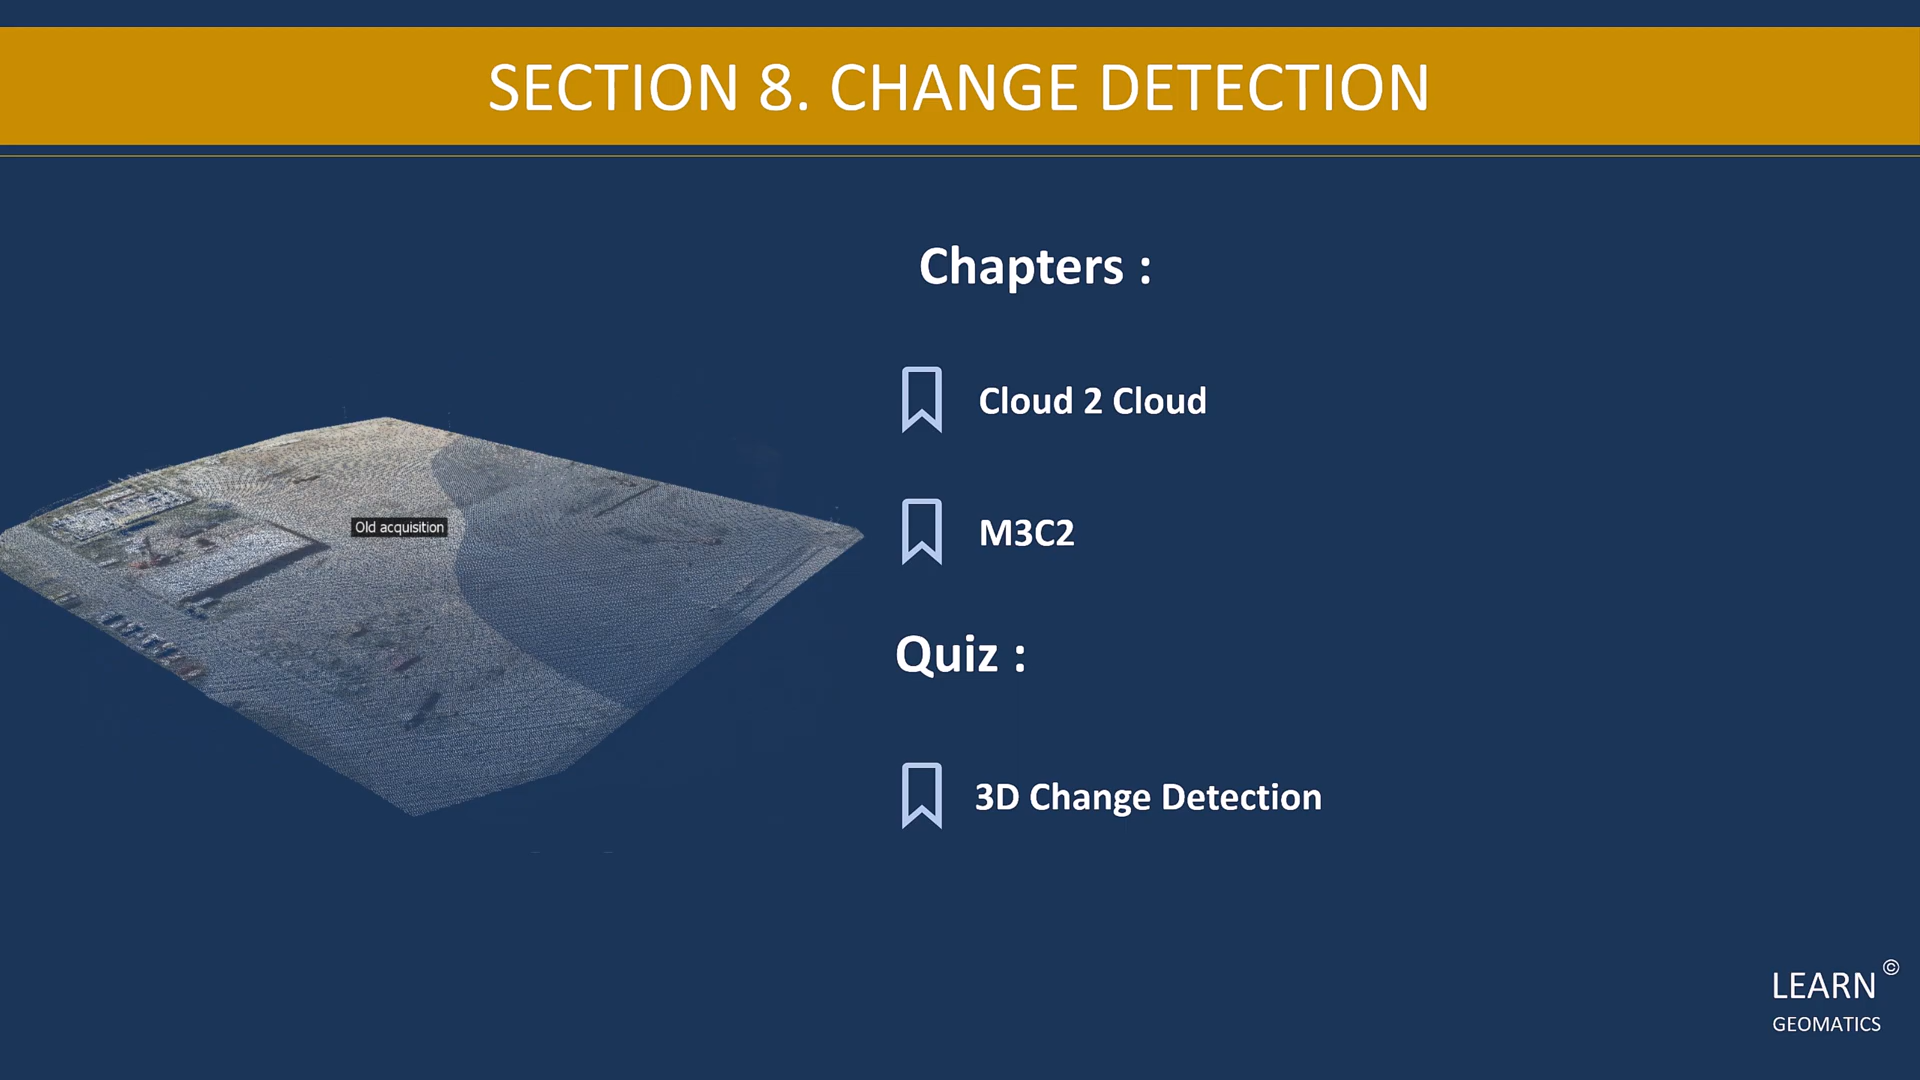 SECTION 8. CHANGE DETECTION
Chapters :
Cloud 2 Cloud
Old acquisition
M3C2
Quiz :
3D Change Detection
LEARN ©
GEOMATICS